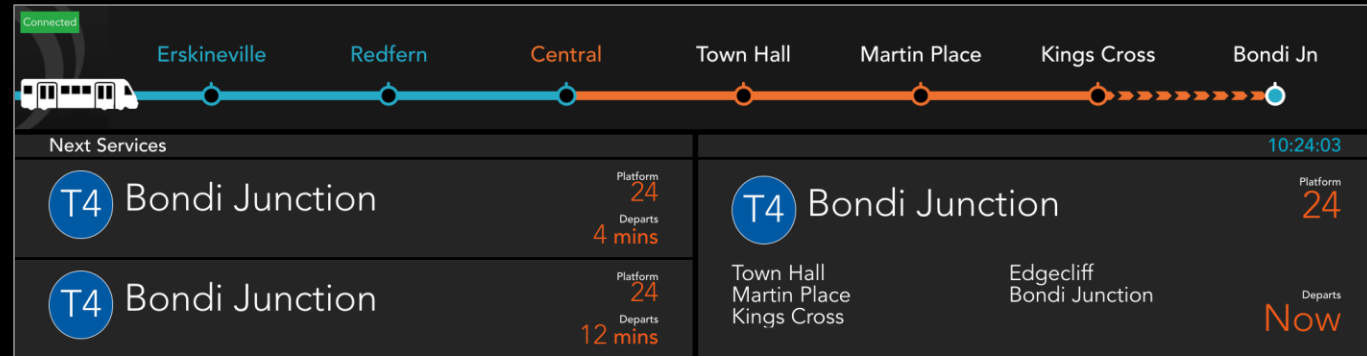 Connected
Erskineville Redfern Central Town Hall Martin Place Kings Cross Bondi Jn
Next Services
10:24:03
T4 Bondi Junction
Platform
24
Departs
4 mins
T4 Bondi Junction
Platform
24
Departs
12 mins
T4 Bondi Junction
Platform
24
Town Hall
Martin Place
Kings Cross
Edgecliff
Bondi Junction
Departs
Now